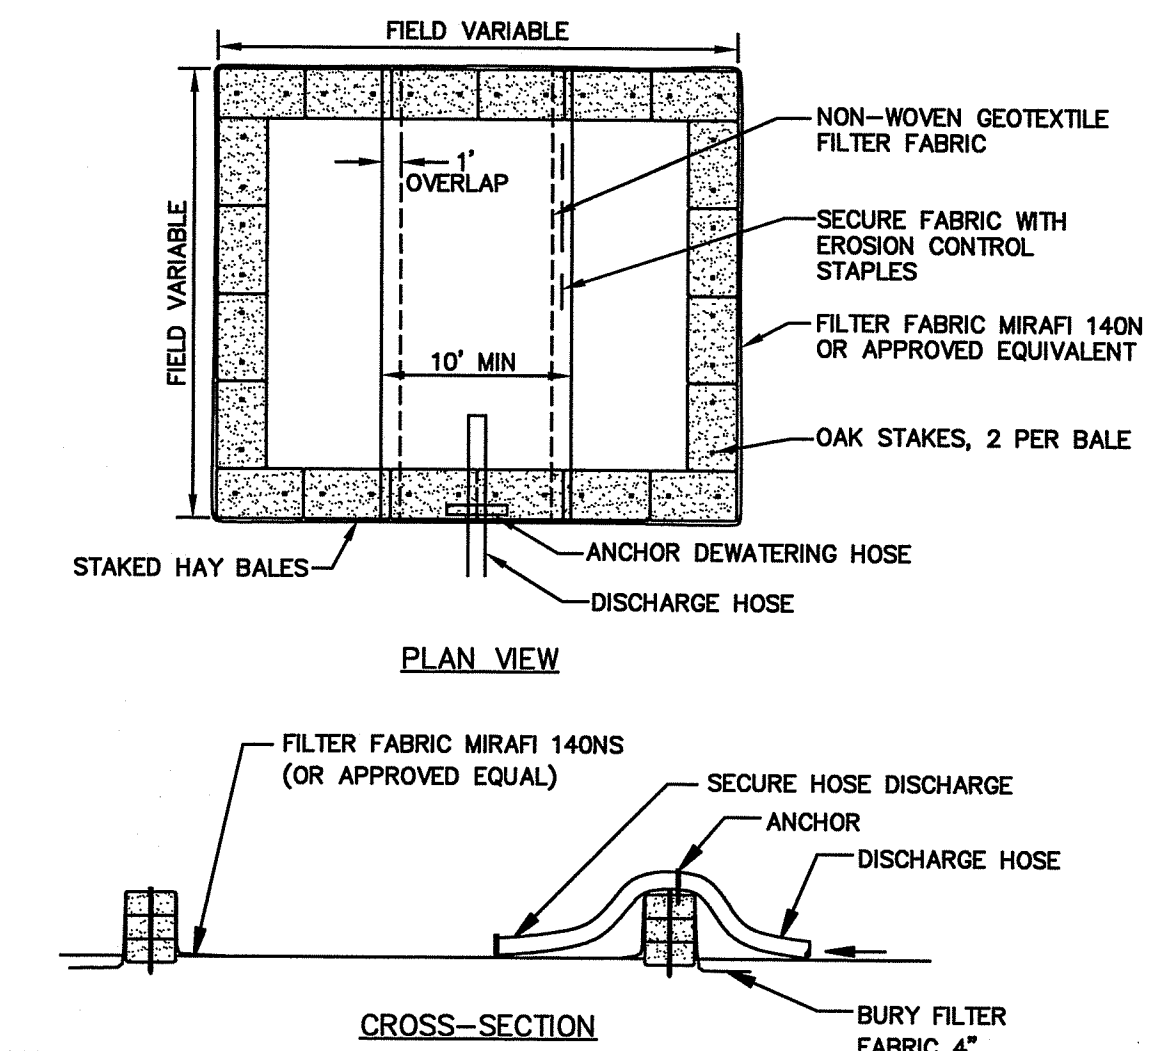 FIELD VARIABLE
FIELD VARIABLE
1'
OVERLAP
10' MIN
NON-WOVEN GEOTEXTILE
FILTER FABRIC
SECURE FABRIC WITH
EROSION CONTROL
STAPLES
FILTER FABRIC MIRAFI 140N
OR APPROVED EQUIVALENT
OAK STAKES, 2 PER BALE
ANCHOR DEWATERING HOSE
STAKED HAY BALES
DISCHARGE HOSE
PLAN VIEW
FILTER FABRIC MIRAFI 140NS
(OR APPROVED EQUAL)
SECURE HOSE DISCHARGE
ANCHOR
DISCHARGE HOSE
BURY FILTER
FABRIC 4"
CROSS-SECTION